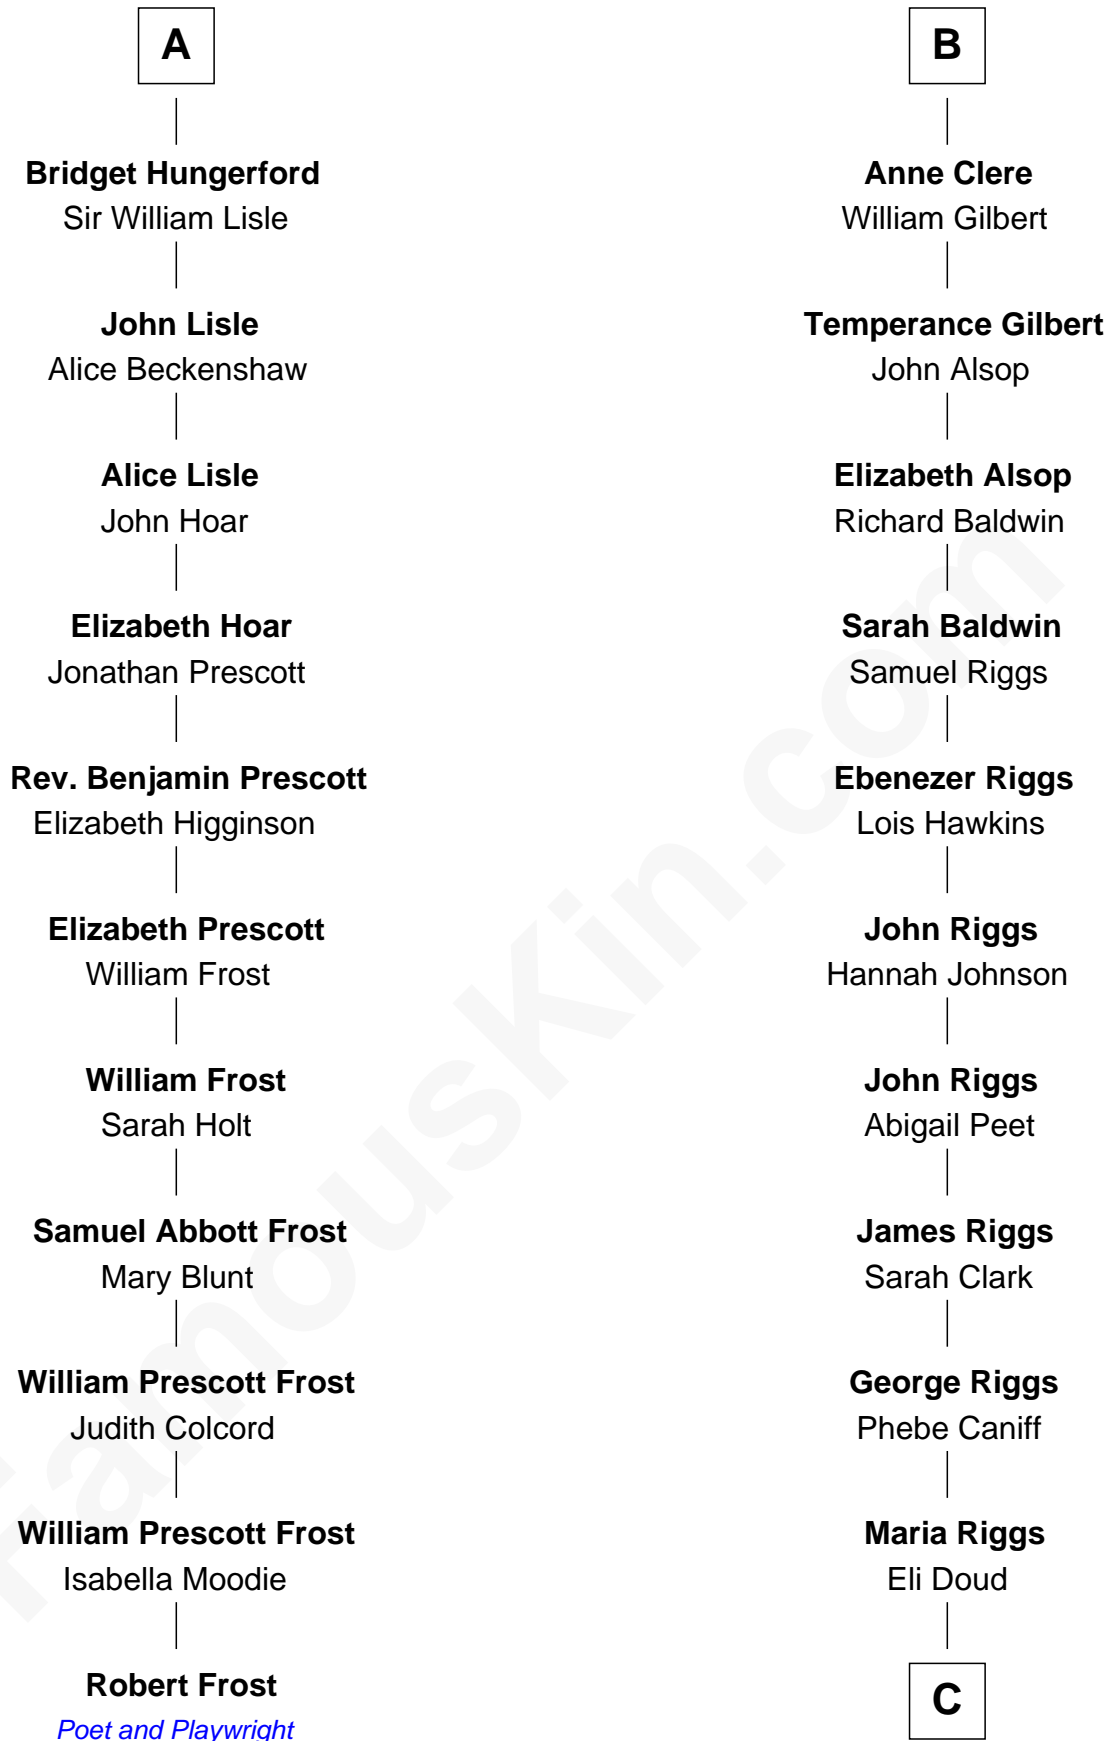 A
Bridget Hungerford
Sir William Lisle
John Lisle
Alice Beckenshaw
Alice Lisle
John Hoar
Elizabeth Hoar
Jonathan Prescott
Rev. Benjamin Prescott
Elizabeth Higginson
Elizabeth Prescott
William Frost
William Frost
Sarah Holt
Samuel Abbott Frost
Mary Blunt
William Prescott Frost
Judith Colcord
William Prescott Frost
Isabella Moodie
Robert Frost
Poet and Playwright
B
Anne Clere
William Gilbert
Temperance Gilbert
John Alsop
Elizabeth Alsop
Richard Baldwin
Sarah Baldwin
Samuel Riggs
Ebenezer Riggs
Lois Hawkins
John Riggs
Hannah Johnson
John Riggs
Abigail Peet
James Riggs
Sarah Clark
George Riggs
Phebe Caniff
Maria Riggs
Eli Doud
C
FamousKin.com